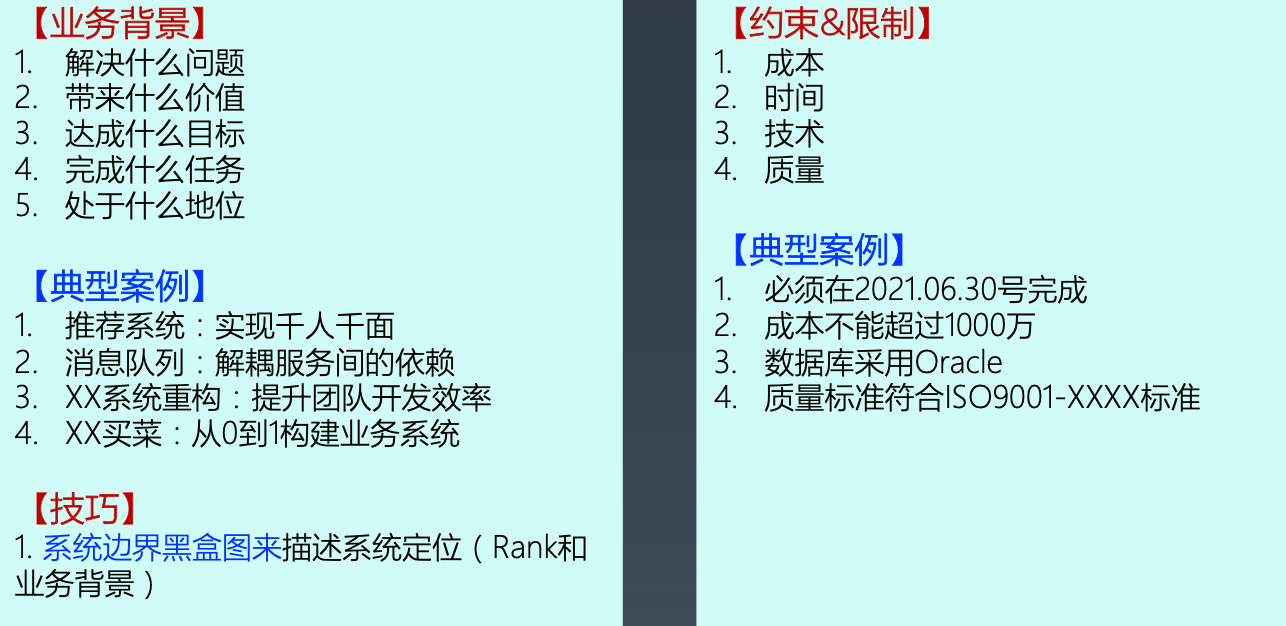 【业务背景】
1. 解决什么问题
2. 带来什么价值
3. 达成什么目标
4. 完成什么任务
5. 处于什么地位
【典型案例】
1. 推荐系统：实现千人千面
2. 消息队列：解耦服务间的依赖
3. XX系统重构：提升团队开发效率
4. XX买菜：从0到1构建业务系统
【技巧】
1. 系统边界黑盒图来描述系统定位（Rank和
业务背景）
【约束&限制】
1. 成本
2. 时间
3. 技术
4. 质量
【典型案例】
1. 必须在2021.06.30号完成
2. 成本不能超过1000万
3. 数据库采用Oracle
4. 质量标准符合ISO9001-XXXX标准